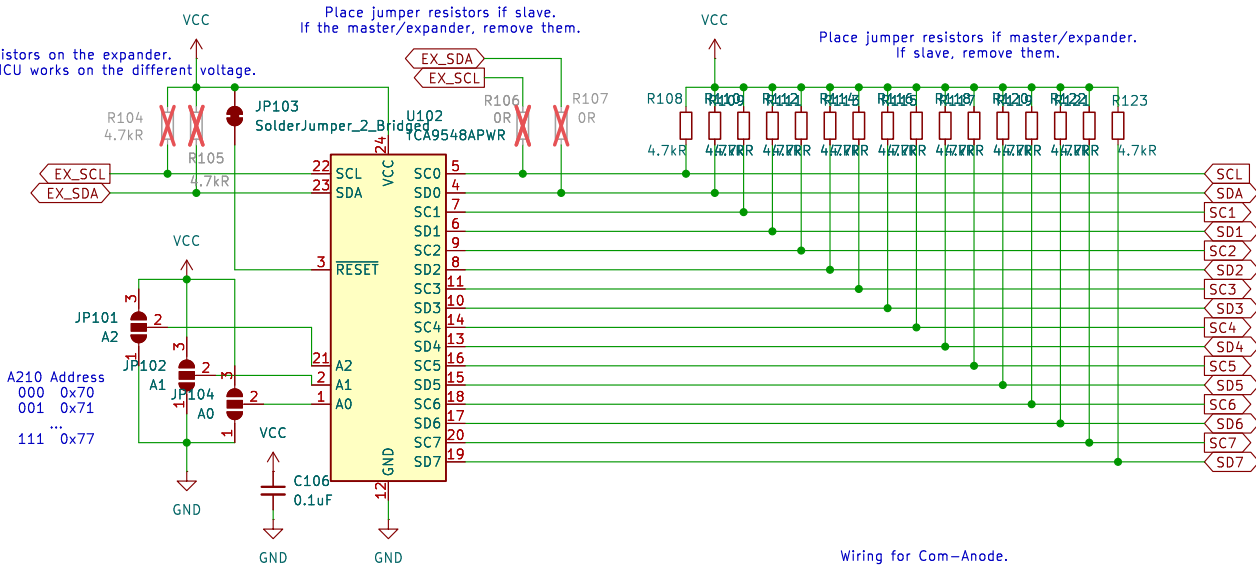 Place jumper resistors if slave.
If the master/expander, remove them.
istors on the expander.
MCU works on the different voltage.
Place jumper resistors if master/expander.
If slave, remove them.
VCC
VCC
EX_SDA
EX_SCL
R104
4.7kR
R105
4.7kR
JP103
SolderJumper_2_Bridged
U102
TCA9548APWR
R106
0R
R107
0R
R108
4.7kR
R123
4.7kR
EX_SCL
EX_SDA
22 SCL
23 SDA
3 RESET
21 A2
2 A1
1 A0
24
VCC
GND
12
SC0 5
SD0 4
SC1 7
SD1 6
SC2 9
SD2 8
SC3 11
SD3 10
SC4 14
SD4 13
SC5 16
SD5 15
SC6 18
SD6 17
SC7 20
SD7 19
SCL
SDA
SC1
SD1
SC2
SD2
SC3
SD3
SC4
SD4
SC5
SD5
SC6
SD6
SC7
SD7
VCC
JP101
A2
3
2
1
JP102
A1
3
2
1
JP104
A0
3
2
1
A210 Address
000 0x70
001 0x71
...
111 0x77
GND
VCC
C106
0.1uF
GND
GND
Wiring for Com-Anode.